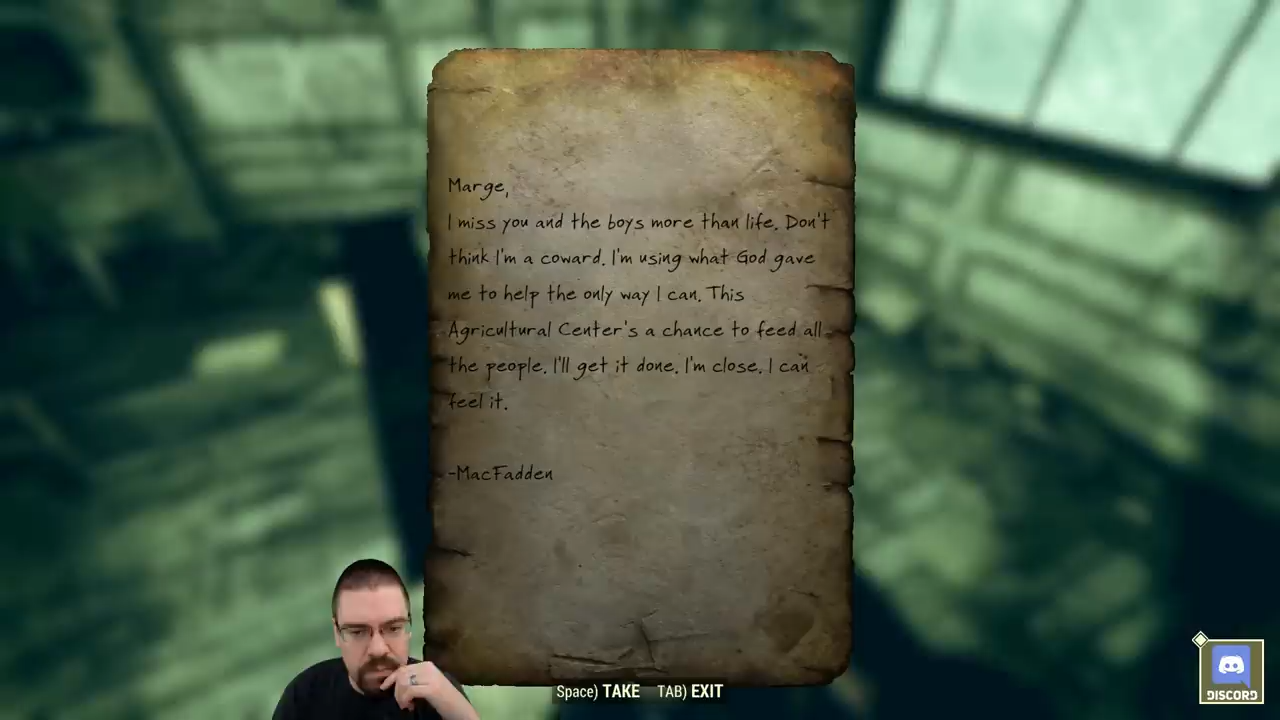 Marge,
I miss you and the boys more than life. Don't
think I'm a coward. I'm using what God gave
me to help the only way I can. This
Agricultural Center's a chance to feed all
the people. I'll get it done. I'm close. I can
feel it.
-MacFadden
Space) TAKE TAB) EXIT
DISCORD